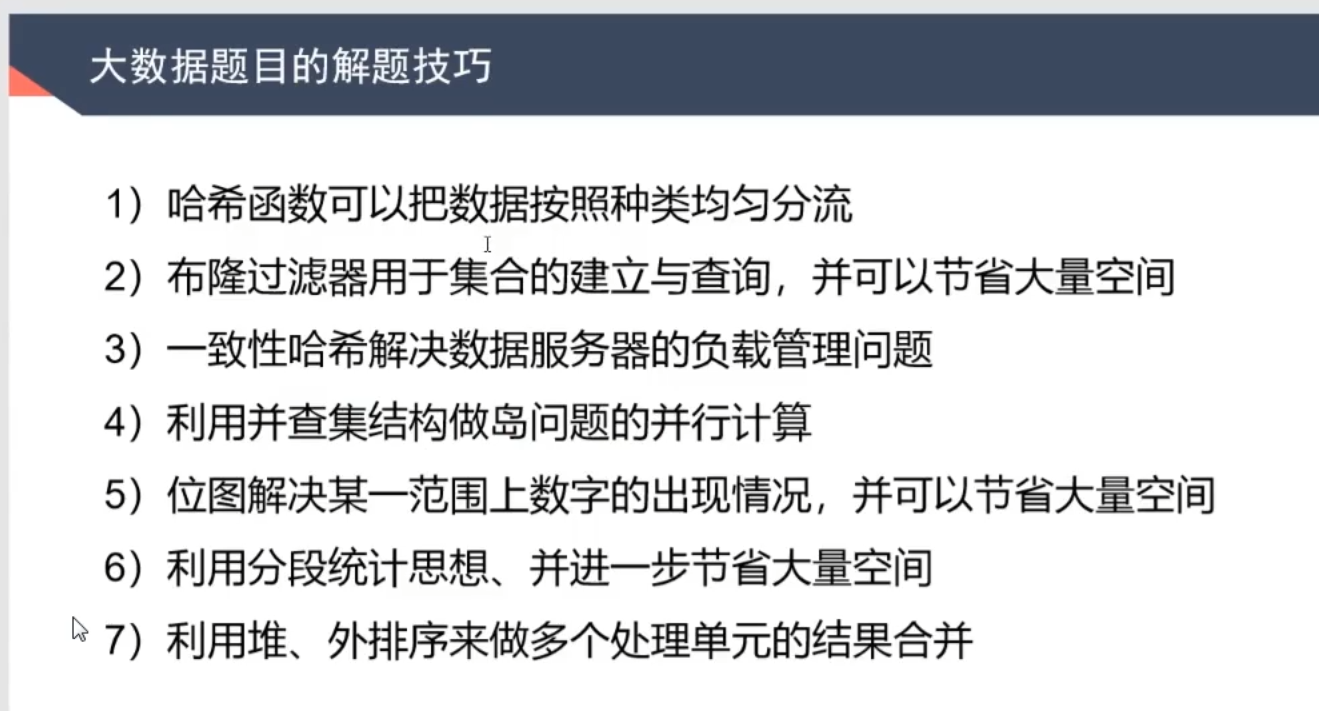 大数据题目的解题技巧
1）哈希函数可以把数据按照种类均匀分流
2）布隆过滤器用于集合的建立与查询，并可以节省大量空间
3）一致性哈希解决数据服务器的负载管理问题
4）利用并查集结构做岛问题的并行计算
5）位图解决某一范围上数字的出现情况，并可以节省大量空间
6）利用分段统计思想、并进一步节省大量空间
7）利用堆、外排序来做多个处理单元的结果合并